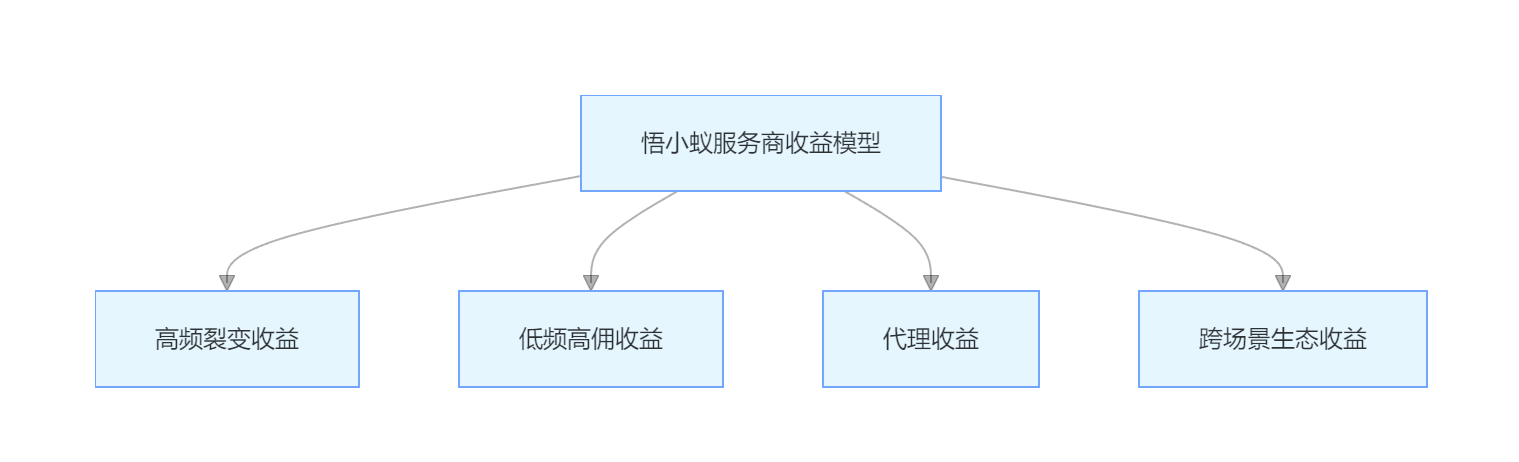 悟小蚁服务商收益模型
高频裂变收益
低频高佣收益
代理收益
跨场景生态收益